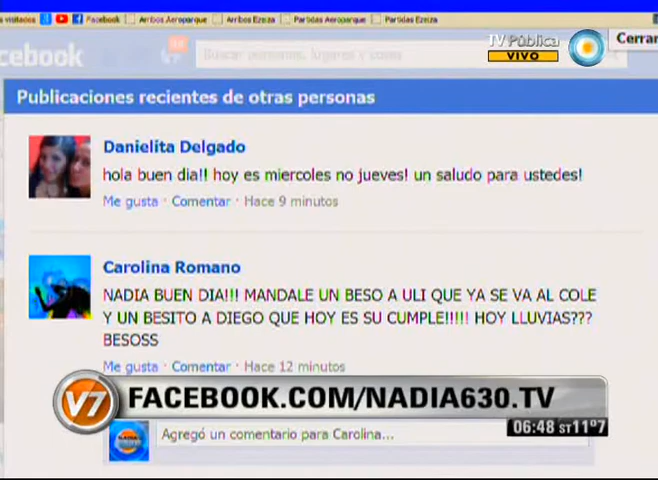 s visitados Facebook Arribos Aeroparque Arribos Ezeiza Partidas Aeroparque Partidas Ezeiza
cebook Buscar personas, lugares y cosas
TV Pública
VIVO
Cerrar
Publicaciones recientes de otras personas
Danielita Delgado
hola buen dia!! hoy es miercoles no jueves! un saludo para ustedes!
Me gusta · Comentar · Hace 9 minutos
Carolina Romano
NADIA BUEN DIA!!! MANDALE UN BESO A ULI QUE YA SE VA AL COLE
Y UN BESITO A DIEGO QUE HOY ES SU CUMPLE!!!!! HOY LLUVIAS???
BESOSS
Me gusta · Comentar · Hace 12 minutos
V7 FACEBOOK.COM/NADIA630.TV
06:48 ST 11°7
Agregó un comentario para Carolina...